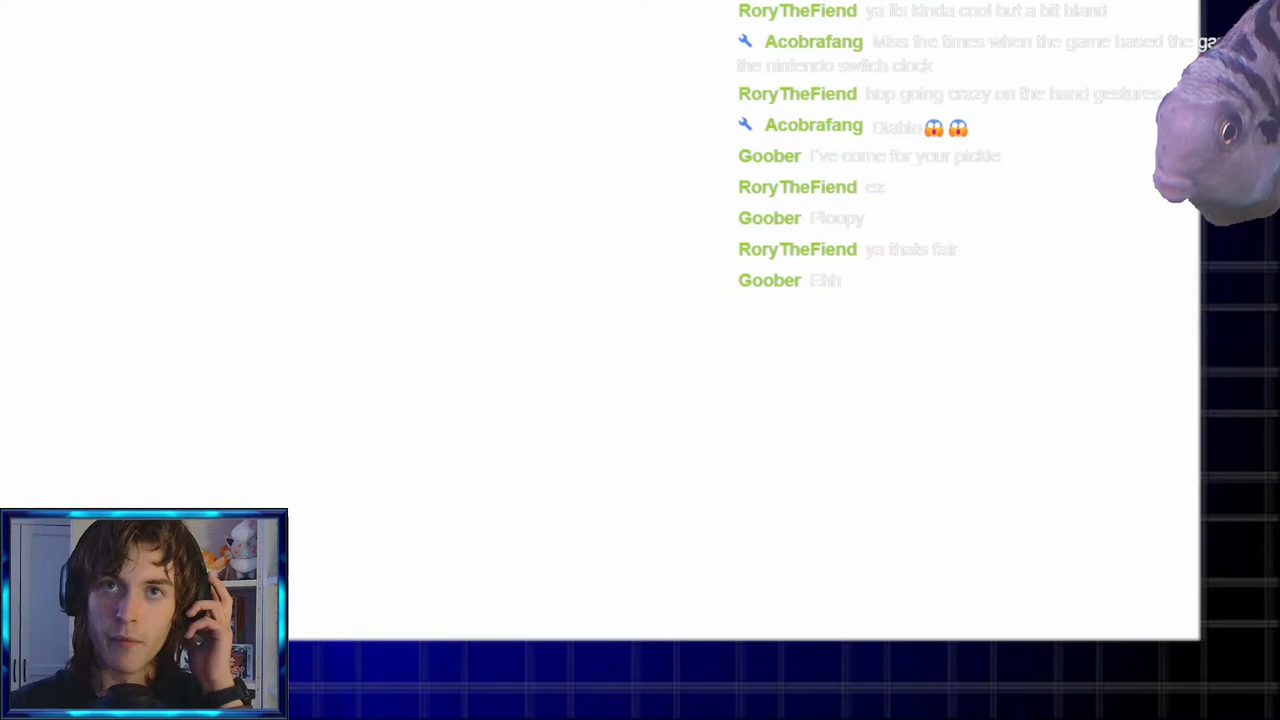 RoryTheFiend ya its kinda cool but a bit bland
Acobrafang Miss the times when the game based the
the nintendo switch clock
RoryTheFiend hop going crazy on the hand gestures
Acobrafang Diablo😱😱
Goober I've come for your pickle
RoryTheFiend ez
Goober Floopy
RoryTheFiend ya thats fair
Goober Ehh